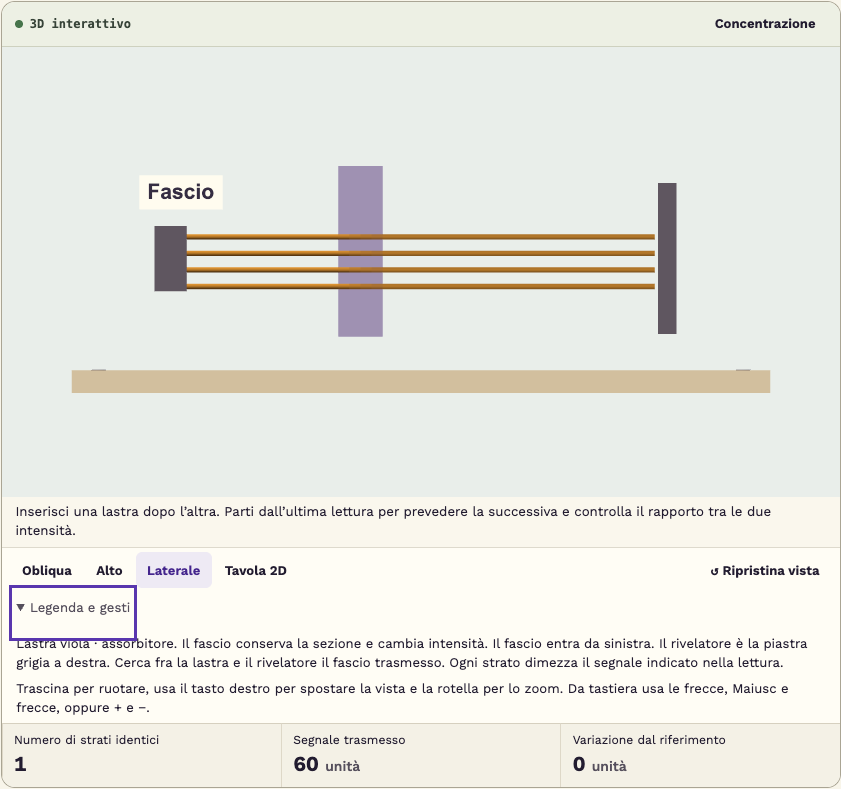 3D interattivo
Concentrazione
Fascio
Inserisci una lastra dopo l’altra. Parti dall’ultima lettura per prevedere la successiva e controlla il rapporto tra le due
intensità.
Obliqua Alto Laterale Tavola 2D ↺ Ripristina vista
▼ Legenda e gesti
Lastra viola · assorbitore. Il fascio conserva la sezione e cambia intensità. Il fascio entra da sinistra. Il rivelatore è la piastra
grigia a destra. Cerca fra la lastra e il rivelatore il fascio trasmesso. Ogni strato dimezza il segnale indicato nella lettura.
Trascina per ruotare, usa il tasto destro per spostare la vista e la rotella per lo zoom. Da tastiera usa le frecce, Maiusc e
frecce, oppure + e −.
Numero di strati identici
1
Segnale trasmesso
60 unità
Variazione dal riferimento
0 unità